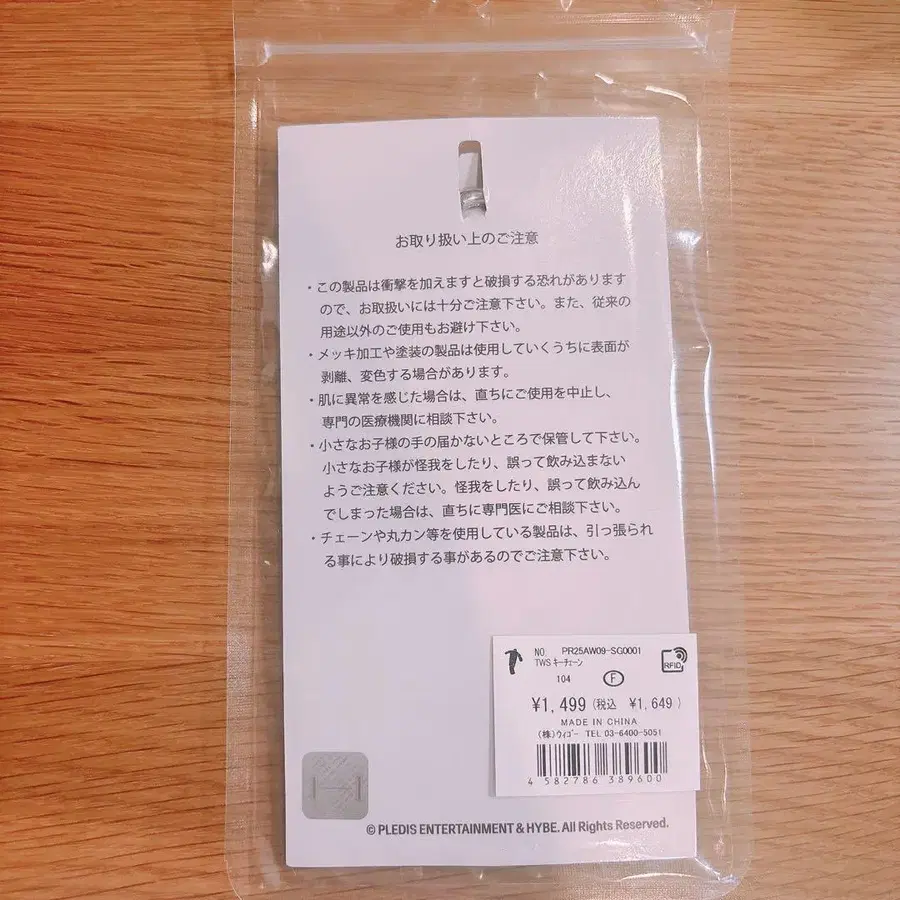 お取り扱い上のご注意
・この製品は衝撃を加えますと破損する恐れがあります
ので、お取扱いには十分ご注意下さい。また、従来の
用途以外のご使用もお避け下さい。
・メッキ加工や塗装の製品は使用していくうちに表面が
剥離、変色する場合があります。
・肌に異常を感じた場合は、直ちにご使用を中止し、
専門の医療機関に相談下さい。
・小さなお子様の手の届かないところで保管して下さい。
小さなお子様が怪我をしたり、誤って飲み込まない
ようご注意ください。怪我をしたり、誤って飲み込ん
でしまった場合は、直ちに専門医にご相談下さい。
・チェーンや丸カン等を使用している製品は、引っ張られ
る事により破損する事があるのでご注意下さい。
NO. PR25AW09-SG0001
TWS キーチェーン
RFID
104 F
¥1,499 (税込 ¥1,649 )
MADE IN CHINA
(株)ウィゴー TEL 03-6400-5051
4 582786 389600
© PLEDIS ENTERTAINMENT & HYBE. All Rights Reserved.